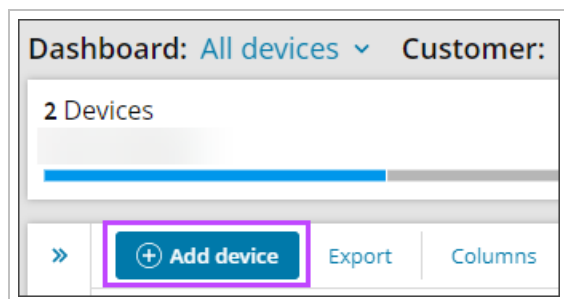 Dashboard: All devices Customer:
2 Devices
Add device Export Columns